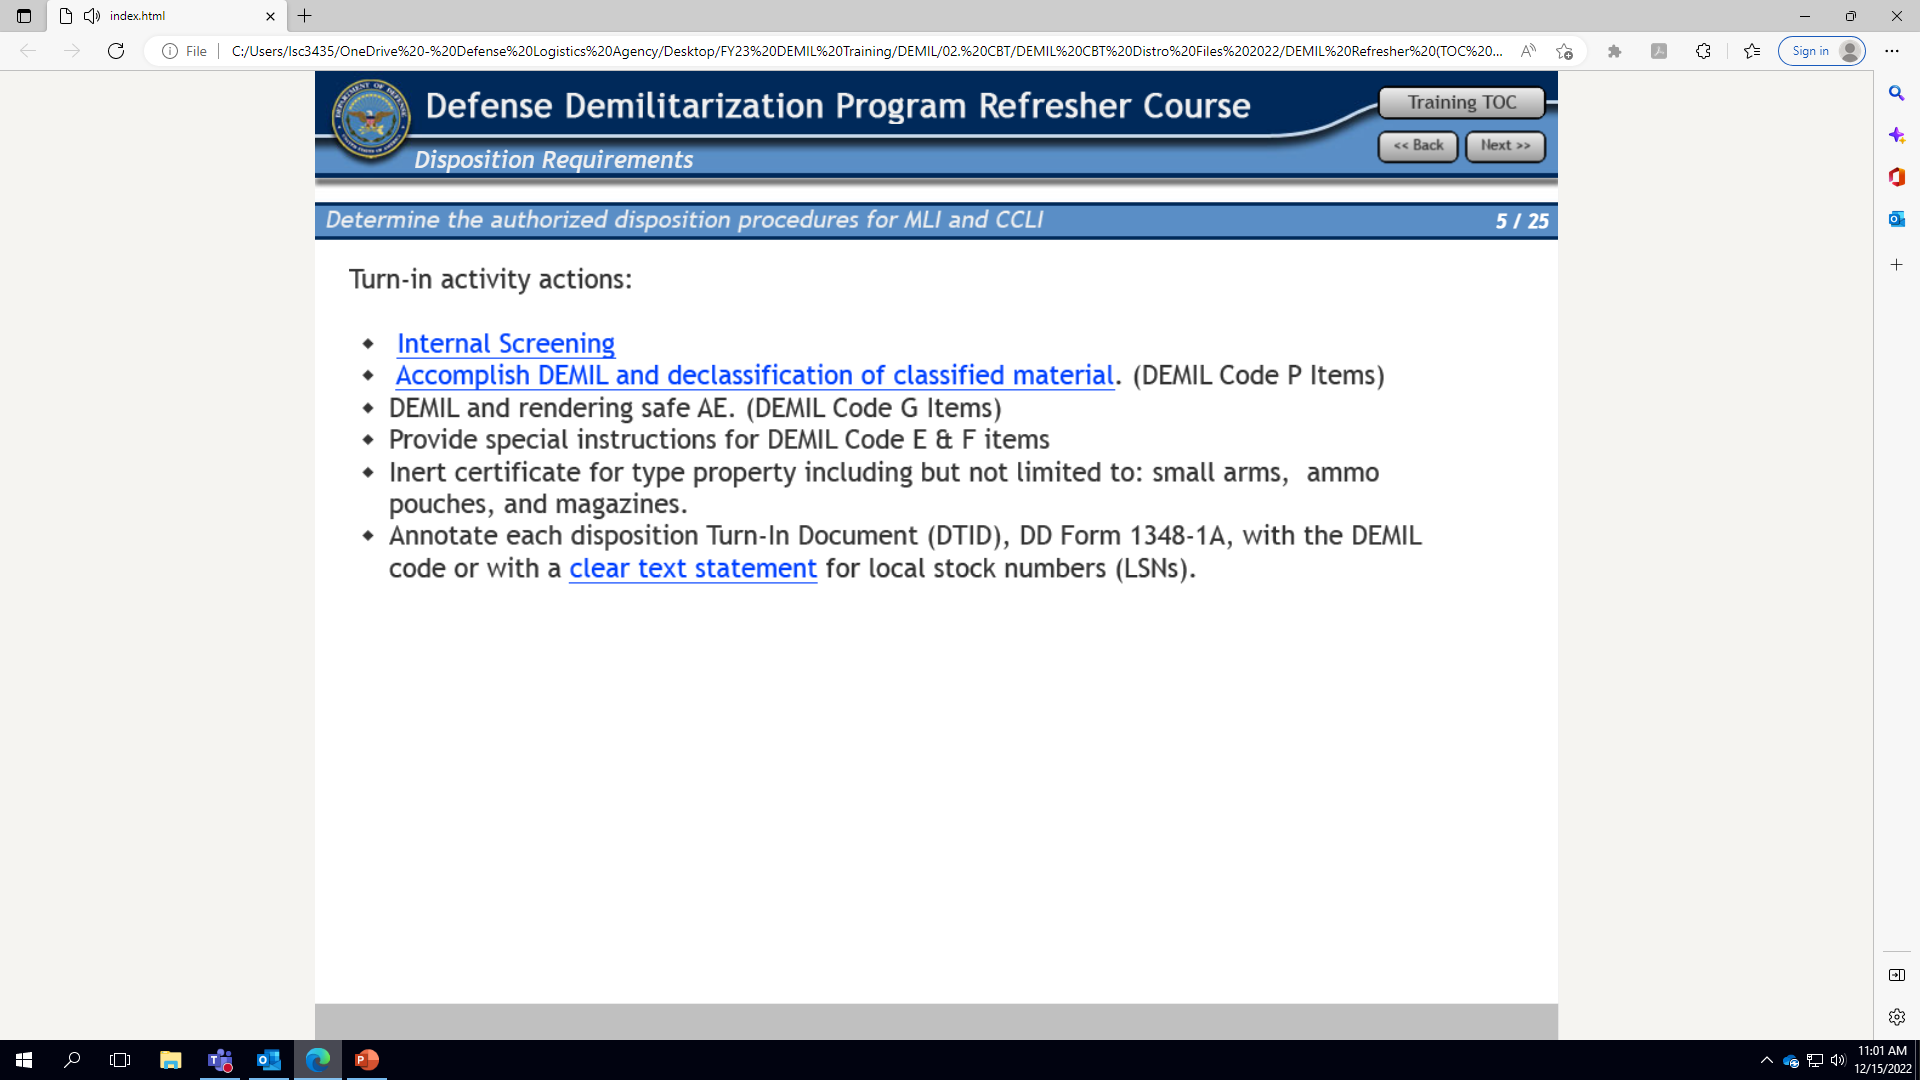 index.html
File
C:/Users/lsc3435/OneDrive%20-%20Defense%20Logistics%20Agency/Desktop/FY23%20DEMIL%20Training/DEMIL/02.%20CBT/DEMIL%20CBT%20Distro%20Files%202022/DEMIL%20Refresher%20(TOC%20...
Sign in
Defense Demilitarization Program Refresher Course
Training TOC
<< Back
Next >>
Disposition Requirements
Determine the authorized disposition procedures for MLI and CCLI
5 / 25
Turn-in activity actions:
◆ Internal Screening
◆ Accomplish DEMIL and declassification of classified material. (DEMIL Code P Items)
◆ DEMIL and rendering safe AE. (DEMIL Code G Items)
◆ Provide special instructions for DEMIL Code E & F items
◆ Inert certificate for type property including but not limited to: small arms, ammo
pouches, and magazines.
◆ Annotate each disposition Turn-In Document (DTID), DD Form 1348-1A, with the DEMIL
code or with a clear text statement for local stock numbers (LSNs).
11:01 AM
12/15/2022